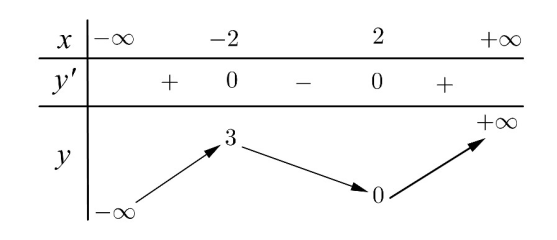 x −∞ −2 2 +∞
y′ + 0 − 0 +
+∞
3
y
0
−∞